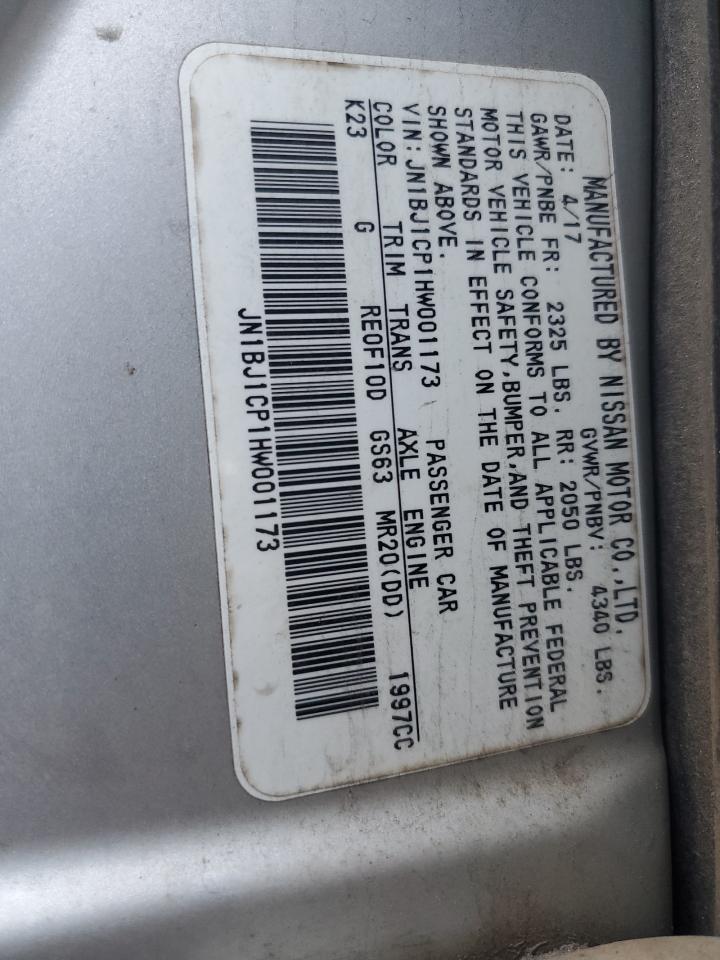 MANUFACTURED BY NISSAN MOTOR CO.,LTD.
DATE: 4/17 GVWR/PNBV: 4340 LBS.
GAWR/PNBE FR: 2325 LBS. RR: 2050 LBS.
THIS VEHICLE CONFORMS TO ALL APPLICABLE FEDERAL
MOTOR VEHICLE SAFETY,BUMPER,AND THEFT PREVENTION
STANDARDS IN EFFECT ON THE DATE OF MANUFACTURE
SHOWN ABOVE.
VIN:JN1BJ1CP1HW001173 PASSENGER CAR
COLOR TRIM TRANS AXLE ENGINE
K23 G RE0F10D GS63 MR20(DD) 1997CC
JN1BJ1CP1HW001173